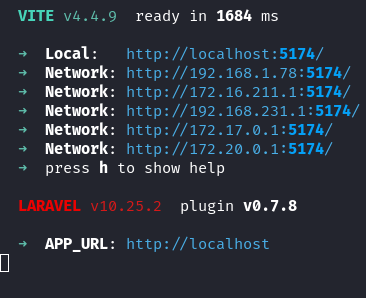 VITE v4.4.9 ready in 1684 ms
➜ Local: http://localhost:5174/
➜ Network: http://192.168.1.78:5174/
➜ Network: http://172.16.211.1:5174/
➜ Network: http://192.168.231.1:5174/
➜ Network: http://172.17.0.1:5174/
➜ Network: http://172.20.0.1:5174/
➜ press h to show help
LARAVEL v10.25.2 plugin v0.7.8
➜ APP_URL: http://localhost